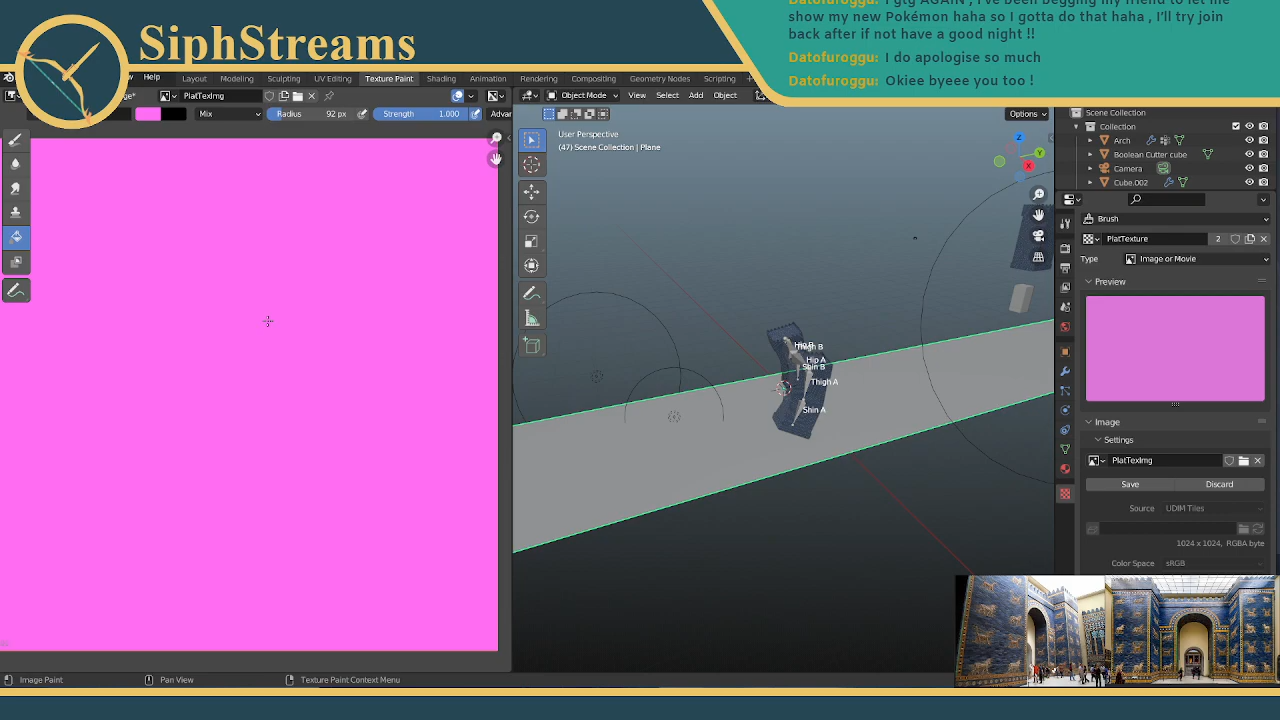 SiphStreams
Datofuroggu: I gtg AGAIN , I've been begging my friend to let me
show my new Pokémon haha so I gotta do that haha , I'll try join
back after if not have a good night !!
Datofuroggu: I do apologise so much
Datofuroggu: Okiee byeee you too !
Help
Layout
Modeling
Sculpting
UV Editing
Texture Paint
Shading
Animation
Rendering
Compositing
Geometry Nodes
Scripting
PlatTexImg
Mix
Radius 92 px
Strength 1.000
Object Mode
View
Select
Add
Object
Options
User Perspective
(47) Scene Collection | Plane
Z
Y
X
Hip B
Thigh B
Hip A
Shin B
Thigh A
Shin A
Scene Collection
Collection
Arch
Boolean Cutter cube
Camera
Cube.002
Brush
PlatTexture 2
Type Image or Movie
Preview
Image
Settings
PlatTexImg
Save
Discard
Source UDIM Tiles
1024 x 1024, RGBA byte
Color Space sRGB
Image Paint
Pan View
Texture Paint Context Menu